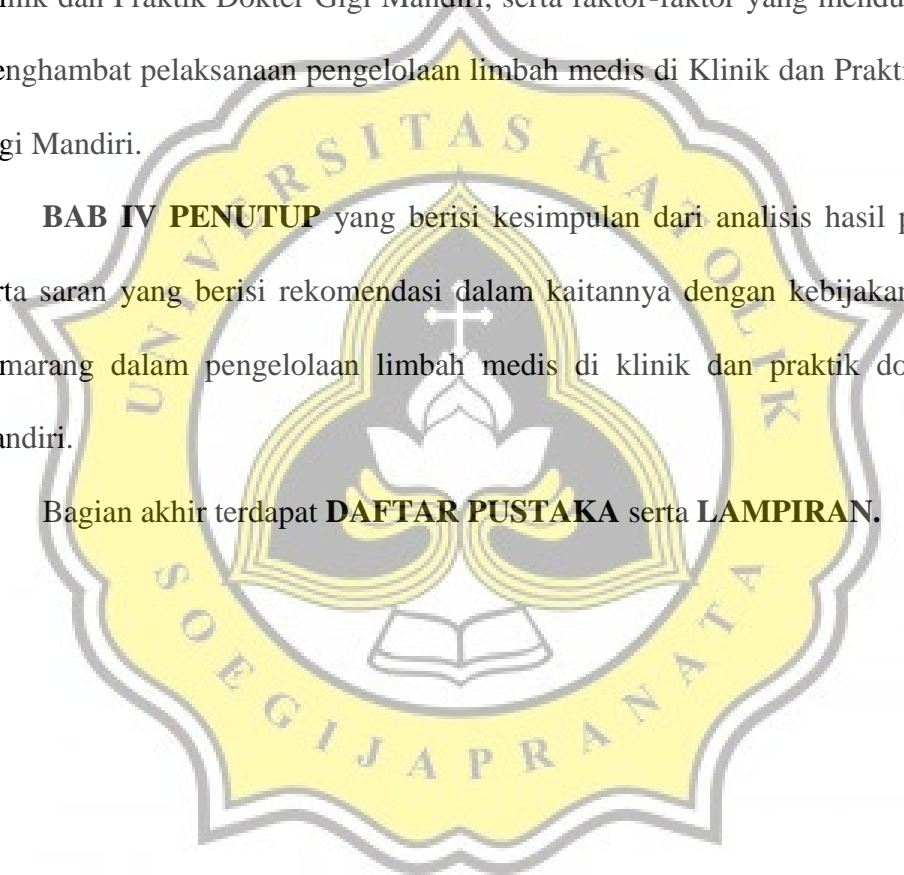 nik dan Praktik Dokter Gigi Mandiri, serta faktor-faktor yang mendu
enghambat pelaksanaan pengelolaan limbah medis di Klinik dan Prakti
gi Mandiri.
BAB IV PENUTUP yang berisi kesimpulan dari analisis hasil p
rta saran yang berisi rekomendasi dalam kaitannya dengan kebijakan
marang dalam pengelolaan limbah medis di klinik dan praktik do
andiri.
Bagian akhir terdapat DAFTAR PUSTAKA serta LAMPIRAN.
UNIVERSITAS KATOLIK
SOEGIJAPRANATA